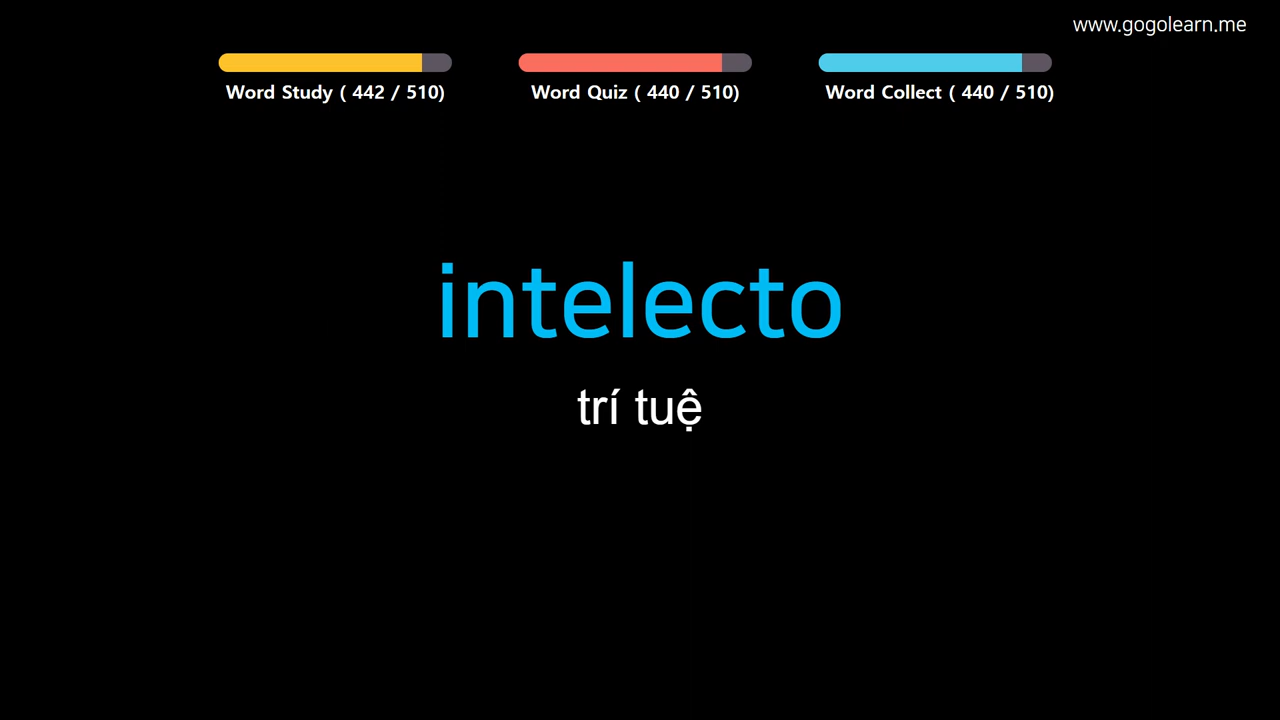 www.gogolearn.me
Word Study ( 442 / 510)
Word Quiz ( 440 / 510)
Word Collect ( 440 / 510)
intelecto
trí tuệ